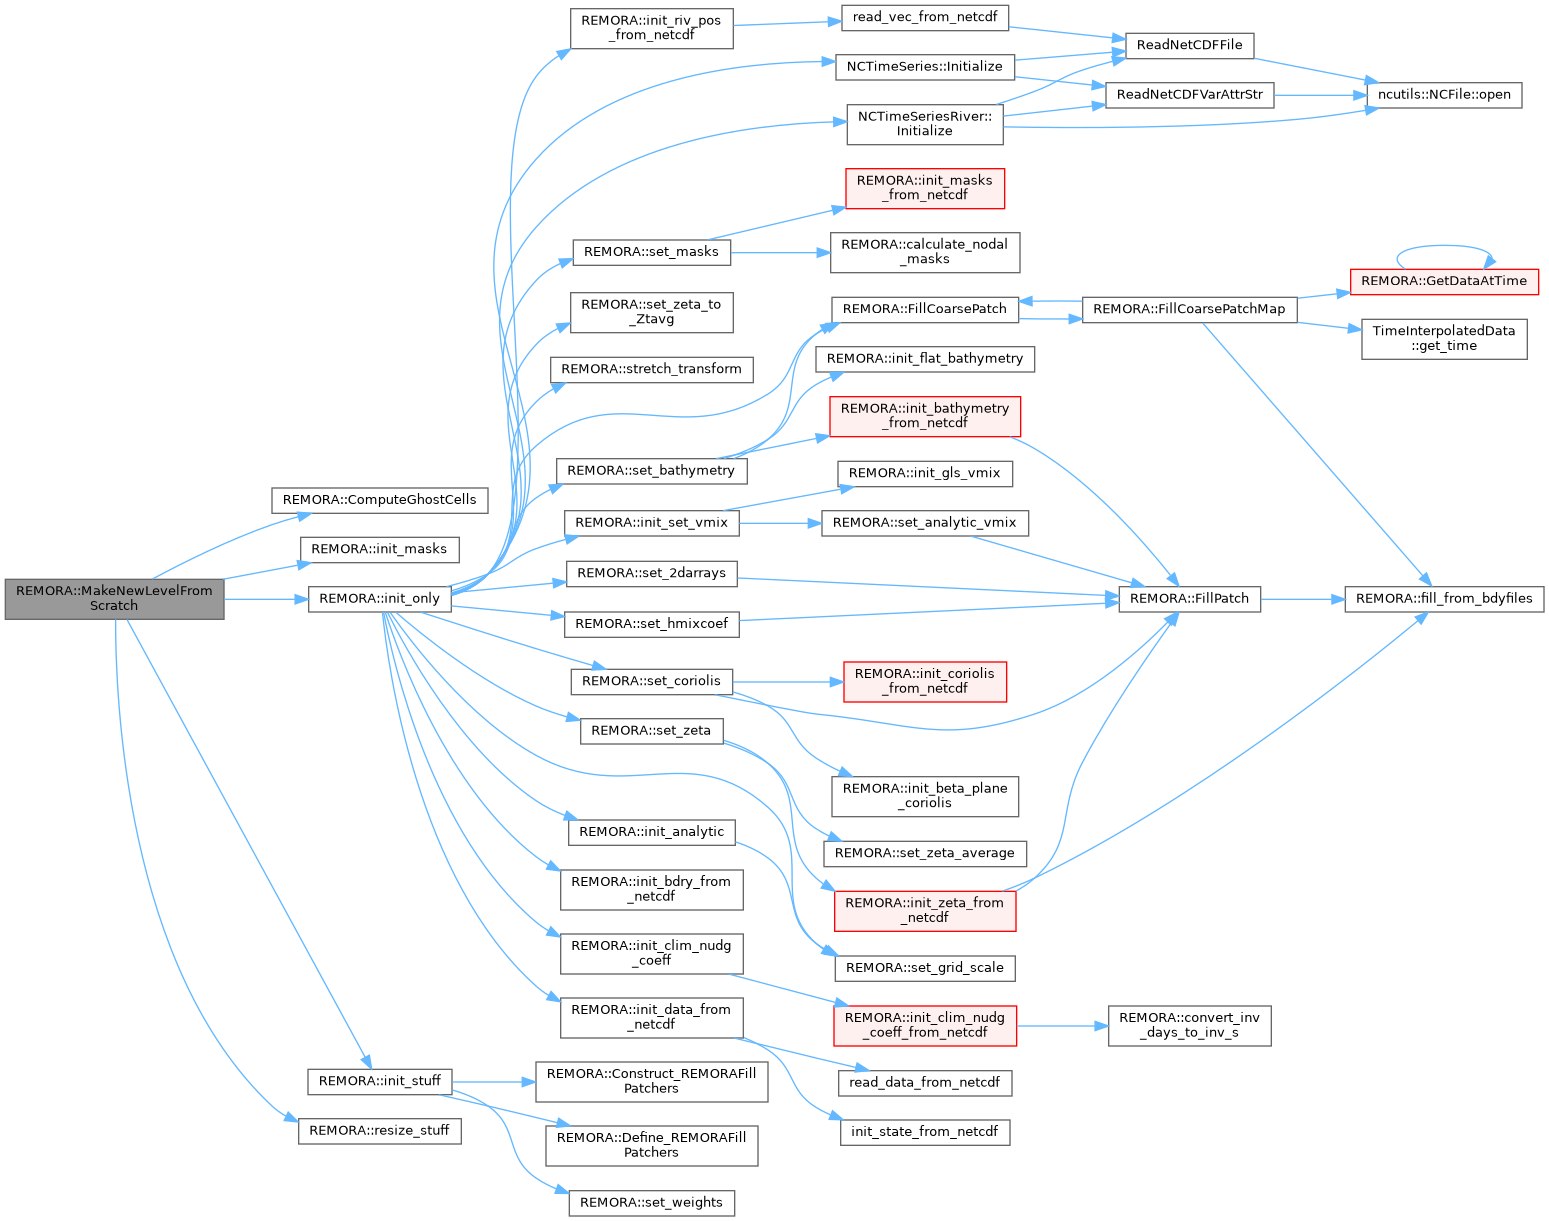 REMORA::MakeNewLevelFrom
Scratch
REMORA::ComputeGhostCells
REMORA::init_masks
REMORA::init_only
REMORA::init_stuff
REMORA::resize_stuff
REMORA::init_riv_pos
_from_netcdf
REMORA::set_masks
REMORA::set_zeta_to
_Ztavg
REMORA::stretch_transform
REMORA::set_bathymetry
REMORA::init_set_vmix
REMORA::set_2darrays
REMORA::set_hmixcoef
REMORA::set_coriolis
REMORA::set_zeta
REMORA::init_analytic
REMORA::init_bdry_from
_netcdf
REMORA::init_clim_nudg
_coeff
REMORA::init_data_from
_netcdf
REMORA::Construct_REMORAFill
Patchers
REMORA::Define_REMORAFill
Patchers
REMORA::set_weights
read_vec_from_netcdf
NCTimeSeries::Initialize
NCTimeSeriesRiver::
Initialize
REMORA::init_masks
_from_netcdf
REMORA::calculate_nodal
_masks
REMORA::FillCoarsePatch
REMORA::init_flat_bathymetry
REMORA::init_bathymetry
_from_netcdf
REMORA::init_gls_vmix
REMORA::set_analytic_vmix
REMORA::init_coriolis
_from_netcdf
REMORA::init_beta_plane
_coriolis
REMORA::set_zeta_average
REMORA::init_zeta_from
_netcdf
REMORA::set_grid_scale
REMORA::init_clim_nudg
_coeff_from_netcdf
read_data_from_netcdf
init_state_from_netcdf
ReadNetCDFFile
ReadNetCDFVarAttrStr
REMORA::FillCoarsePatchMap
REMORA::FillPatch
REMORA::convert_inv
_days_to_inv_s
ncutils::NCFile::open
REMORA::GetDataAtTime
TimeInterpolatedData
::get_time
REMORA::fill_from_bdyfiles